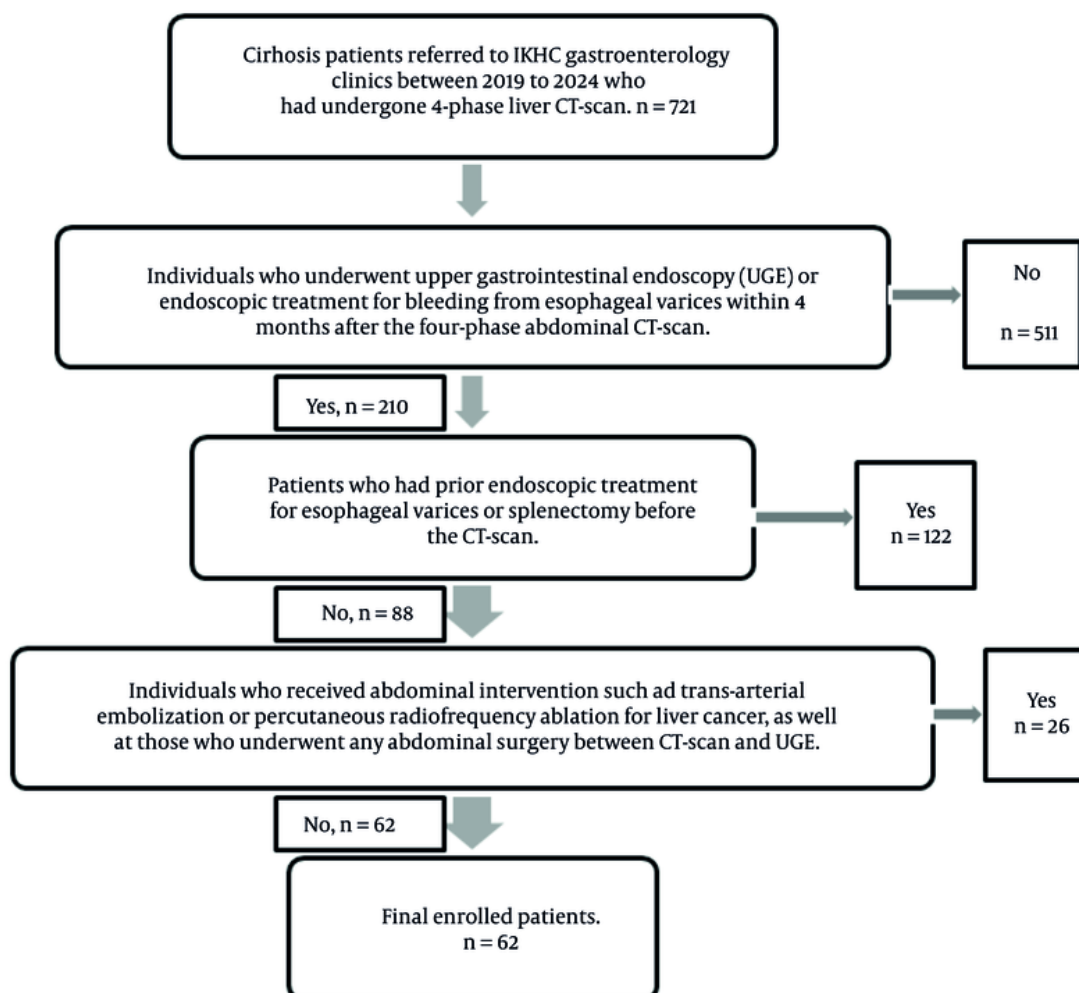 Cirhosis patients referred to IKHC gastroenterology
clinics between 2019 to 2024 who
had undergone 4-phase liver CT-scan. n = 721
Individuals who underwent upper gastrointestinal endoscopy (UGE) or
endoscopic treatment for bleeding from esophageal varices within 4
months after the four-phase abdominal CT-scan.
No
n = 511
Yes, n = 210
Patients who had prior endoscopic treatment
for esophageal varices or splenectomy before
the CT-scan.
Yes
n = 122
No, n = 88
Individuals who received abdominal intervention such ad trans-arterial
embolization or percutaneous radiofrequency ablation for liver cancer, as well
at those who underwent any abdominal surgery between CT-scan and UGE.
Yes
n = 26
No, n = 62
Final enrolled patients.
n = 62